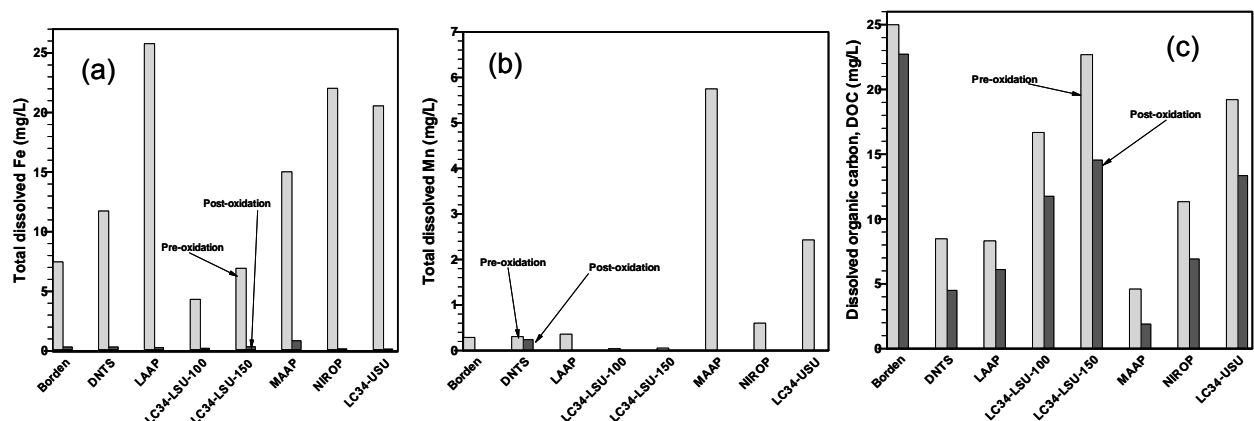 (a)
Total dissolved Fe (mg/L)
25
20
15
10
5
0
Post-oxidation
Pre-oxidation
Borden
DNTS
LAAP
LC34-LSU-100
LC34-LSU-150
MAAP
NIROP
LC34-USU
(b)
Total dissolved Mn (mg/L)
7
6
5
4
3
2
1
0
Pre-oxidation
Post-oxidation
Borden
DNTS
LAAP
LC34-LSU-100
LC34-LSU-150
MAAP
NIROP
LC34-USU
(c)
Dissolved organic carbon, DOC (mg/L)
25
20
15
10
5
0
Pre-oxidation
Post-oxidation
Borden
DNTS
LAAP
LC34-LSU-100
LC34-LSU-150
MAAP
NIROP
LC34-USU